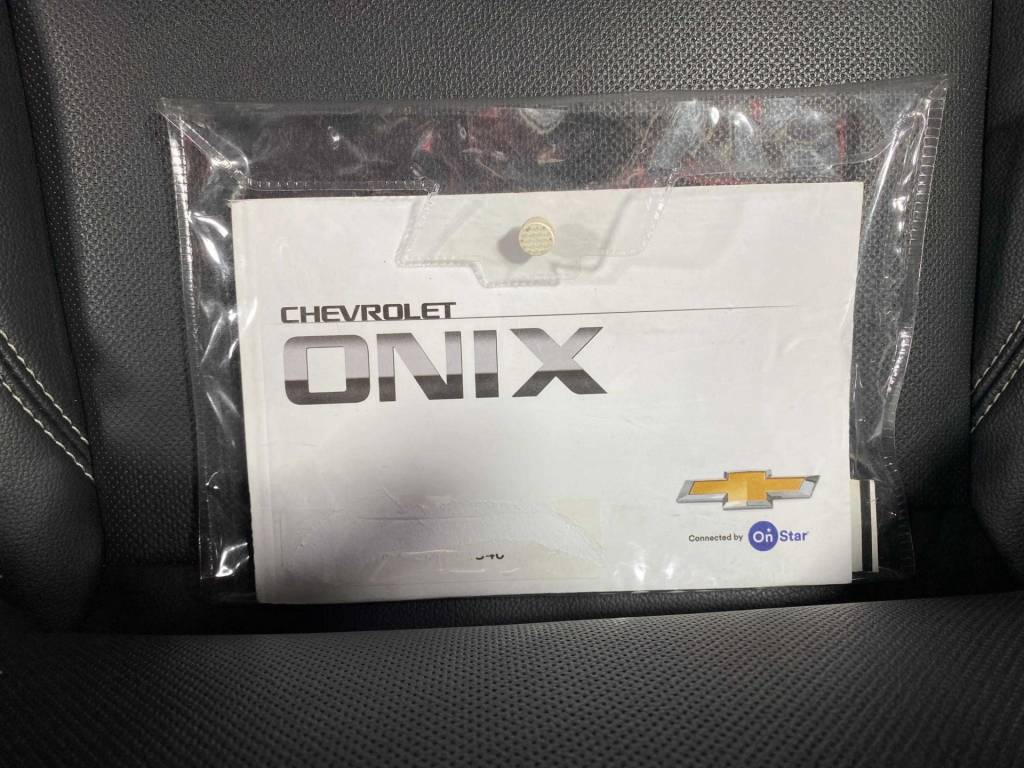 CHEVROLET
ONIX
Connected by OnStar